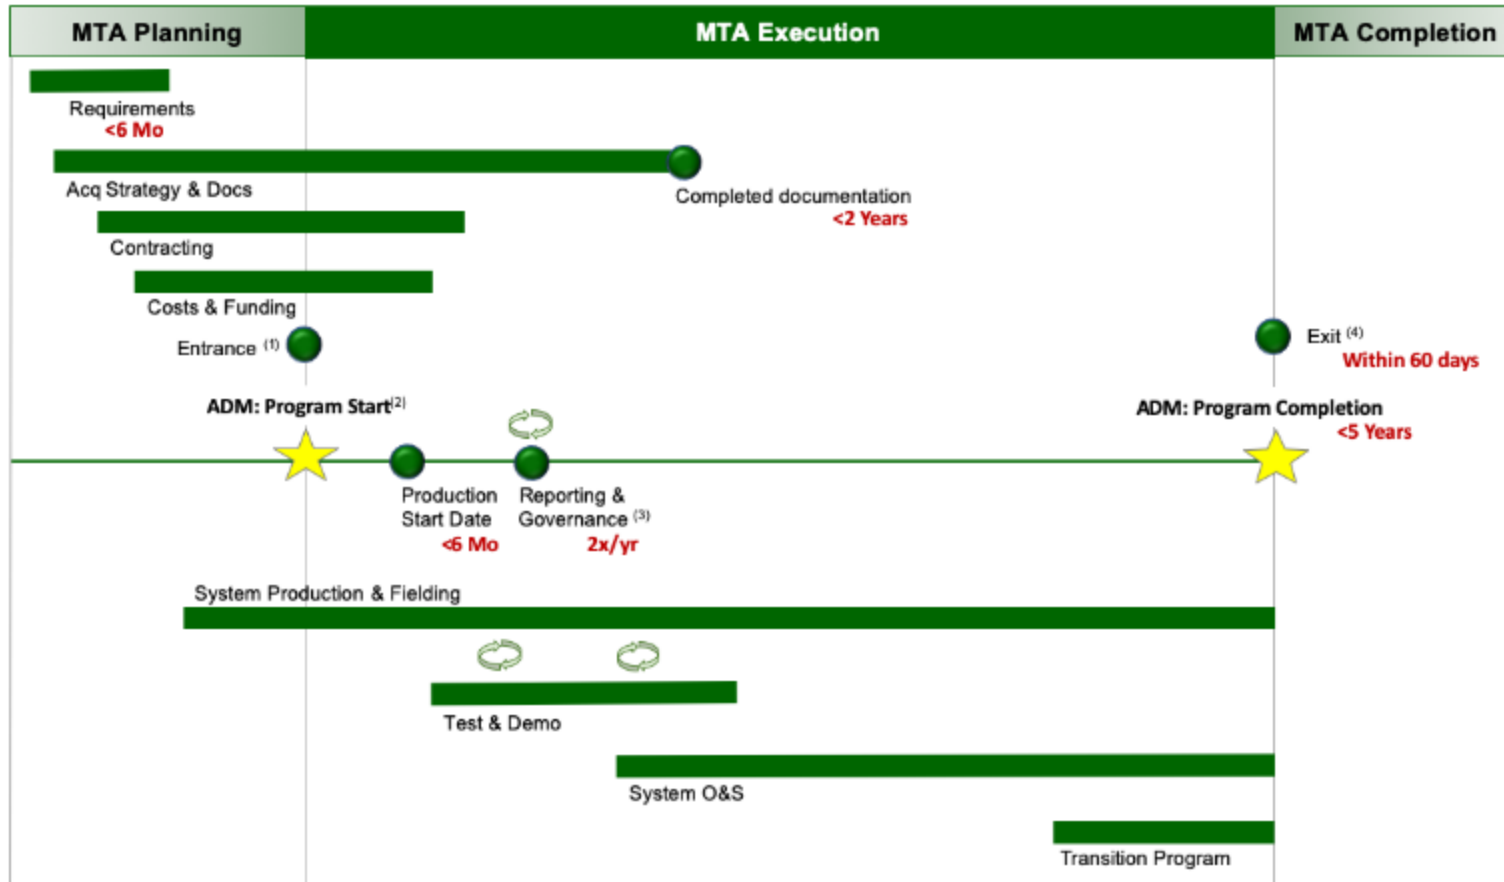 MTA Planning
MTA Execution
MTA Completion
Requirements
<6 Mo
Acq Strategy & Docs
Completed documentation
<2 Years
Contracting
Costs & Funding
Entrance (1)
Exit (4)
Within 60 days
ADM: Program Start(2)
ADM: Program Completion
<5 Years
Production
Start Date
<6 Mo
Reporting &
Governance (3)
2x/yr
System Production & Fielding
Test & Demo
System O&S
Transition Program